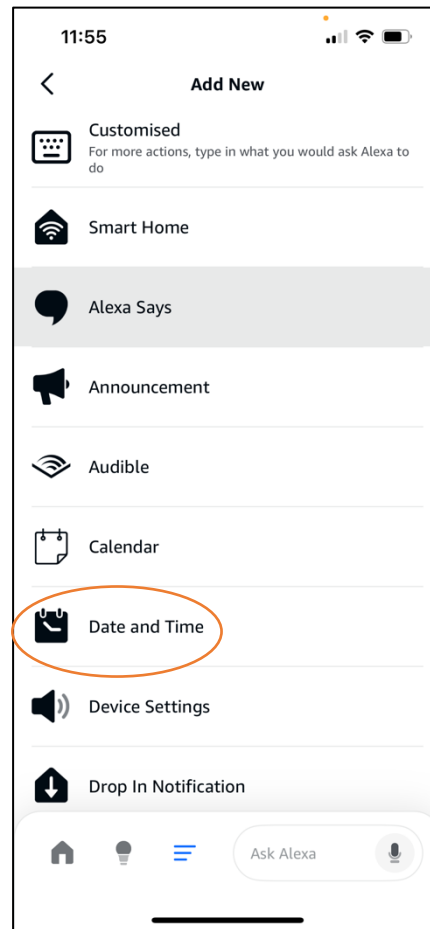 11:55
Add New
Customised
For more actions, type in what you would ask Alexa to
do
Smart Home
Alexa Says
Announcement
Audible
Calendar
Date and Time
Device Settings
Drop In Notification
Ask Alexa